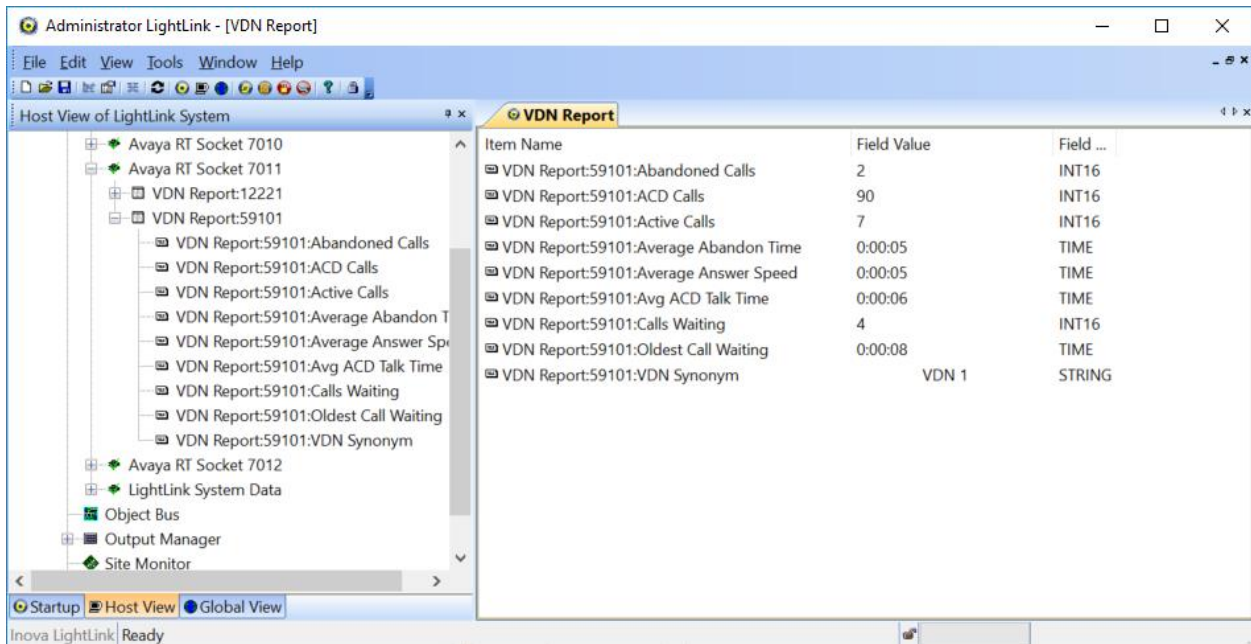 Administrator LightLink - [VDN Report]
File Edit View Tools Window Help
Host View of LightLink System
Avaya RT Socket 7010
Avaya RT Socket 7011
VDN Report:12221
VDN Report:59101
VDN Report:59101:Abandoned Calls
VDN Report:59101:ACD Calls
VDN Report:59101:Active Calls
VDN Report:59101:Average Abandon T
VDN Report:59101:Average Answer Spe
VDN Report:59101:Avg ACD Talk Time
VDN Report:59101:Calls Waiting
VDN Report:59101:Oldest Call Waiting
VDN Report:59101:VDN Synonym
Avaya RT Socket 7012
LightLink System Data
Object Bus
Output Manager
Site Monitor
Startup Host View Global View
VDN Report
Item Name Field Value Field ...
VDN Report:59101:Abandoned Calls 2 INT16
VDN Report:59101:ACD Calls 90 INT16
VDN Report:59101:Active Calls 7 INT16
VDN Report:59101:Average Abandon Time 0:00:05 TIME
VDN Report:59101:Average Answer Speed 0:00:05 TIME
VDN Report:59101:Avg ACD Talk Time 0:00:06 TIME
VDN Report:59101:Calls Waiting 4 INT16
VDN Report:59101:Oldest Call Waiting 0:00:08 TIME
VDN Report:59101:VDN Synonym VDN 1 STRING
Inova LightLink Ready